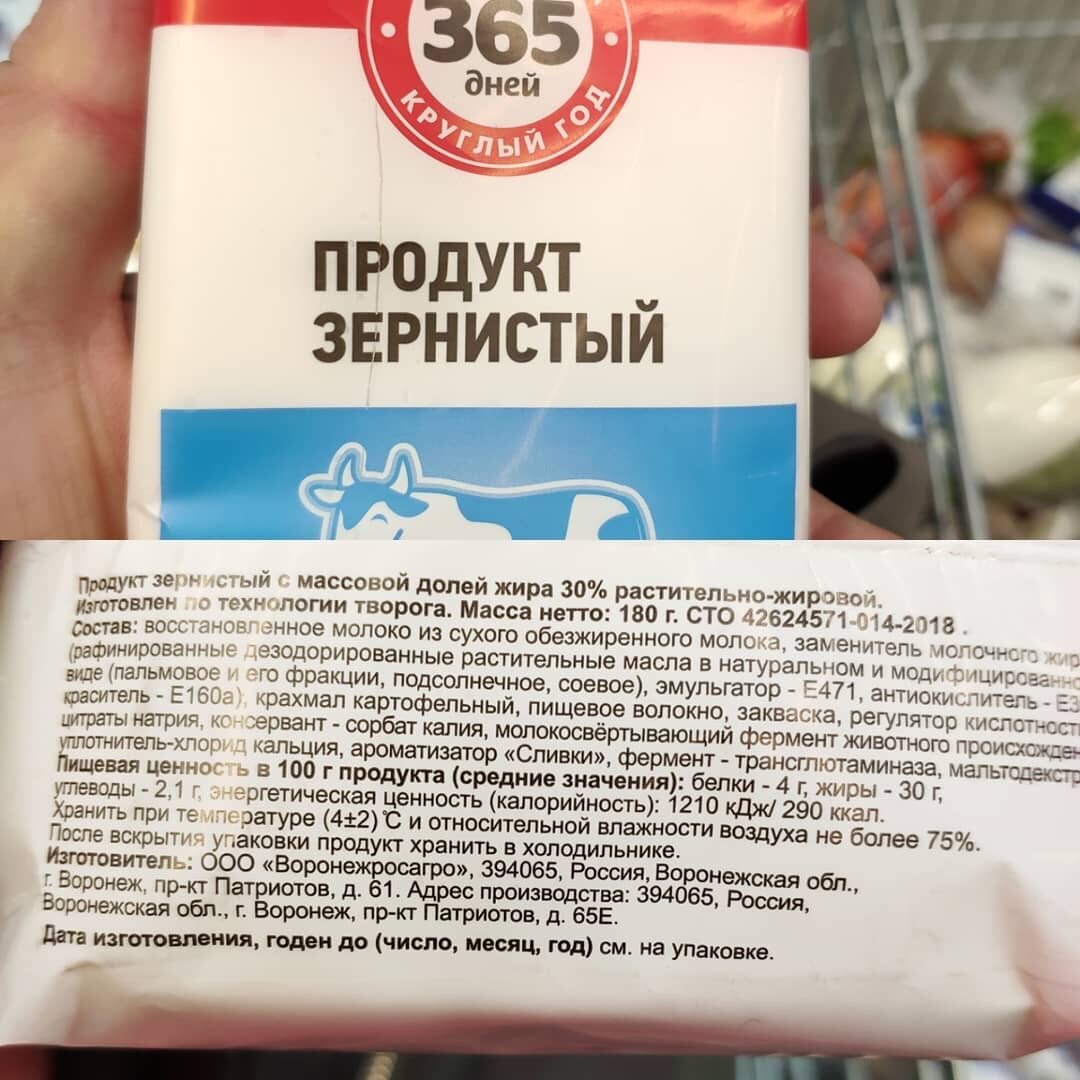 365
дней
КРУГЛЫЙ ГОД
ПРОДУКТ
ЗЕРНИСТЫЙ
Продукт зернистый с массовой долей жира 30% растительно-жировой.
Изготовлен по технологии творога. Масса нетто: 180 г. СТО 42624571-014-2018 .
Состав: восстановленное молоко из сухого обезжиренного молока, заменитель молочного жир
(рафинированные дезодорированные растительные масла в натуральном и модифицированно
виде (пальмовое и его фракции, подсолнечное, соевое), эмульгатор - Е471, антиокислитель - Е3
краситель - Е160а), крахмал картофельный, пищевое волокно, закваска, регулятор кислотност
цитраты натрия, консервант - сорбат калия, молокосвёртывающий фермент животного происхожден
уплотнитель-хлорид кальция, ароматизатор «Сливки», фермент - трансглютаминаза, мальтодекстр
Пищевая ценность в 100 г продукта (средние значения): белки - 4 г, жиры - 30 г,
углеводы - 2,1 г, энергетическая ценность (калорийность): 1210 кДж/ 290 ккал.
Хранить при температуре (4±2)°С и относительной влажности воздуха не более 75%.
После вскрытия упаковки продукт хранить в холодильнике.
Изготовитель: ООО «Воронежросагро», 394065, Россия, Воронежская обл.,
г. Воронеж, пр-кт Патриотов, д. 61. Адрес производства: 394065, Россия,
Воронежская обл., г. Воронеж, пр-кт Патриотов, д. 65Е.
Дата изготовления, годен до (число, месяц, год) см. на упаковке.